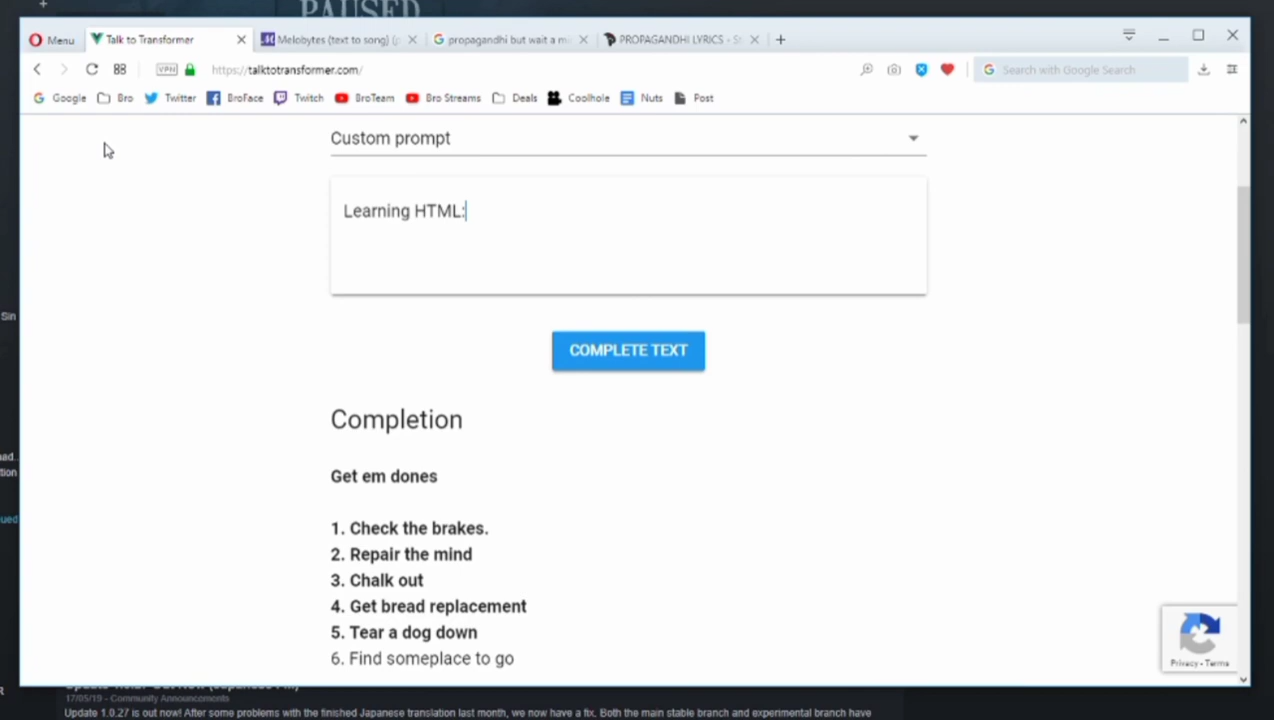 PAUSED
Menu
Talk to Transformer
Melobytes (text to song) (
propagandhi but wait a mi
PROPAGANDHI LYRICS - S
VPN
https://talktotransformer.com/
Search with Google Search
Google
Bro
Twitter
BroFace
Twitch
BroTeam
Bro Streams
Deals
Coolhole
Nuts
Post
Custom prompt
Learning HTML:
COMPLETE TEXT
Completion
Get em dones
1. Check the brakes.
2. Repair the mind
3. Chalk out
4. Get bread replacement
5. Tear a dog down
6. Find someplace to go
Privacy - Terms
Sin
17/05/19 - Community Announcements
Update 1.0.27 is out now! After some problems with the finished Japanese translation last month, we now have a fix. Both the main stable branch and experimental branch have